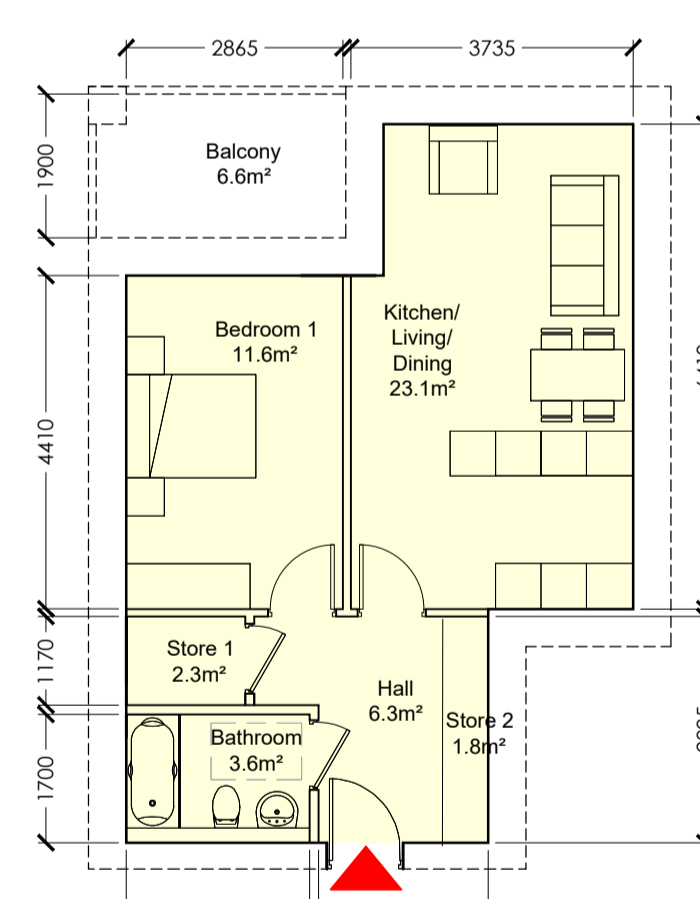 2865
3735
1900
Balcony
6.6m²
Kitchen/
Living/
Dining
23.1m²
Bedroom 1
11.6m²
4410
Store 1
2.3m²
1170
Hall
6.3m²
Store 2
1.8m²
Bathroom
3.6m²
1700